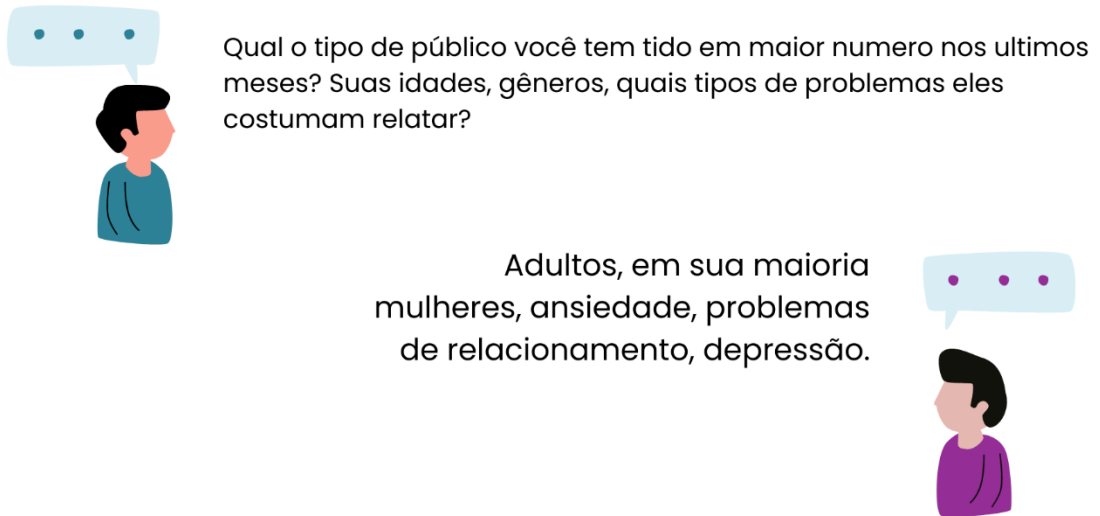 Qual o tipo de público você tem tido em maior numero nos ultimos
meses? Suas idades, gêneros, quais tipos de problemas eles
costumam relatar?
Adultos, em sua maioria
mulheres, ansiedade, problemas
de relacionamento, depressão.